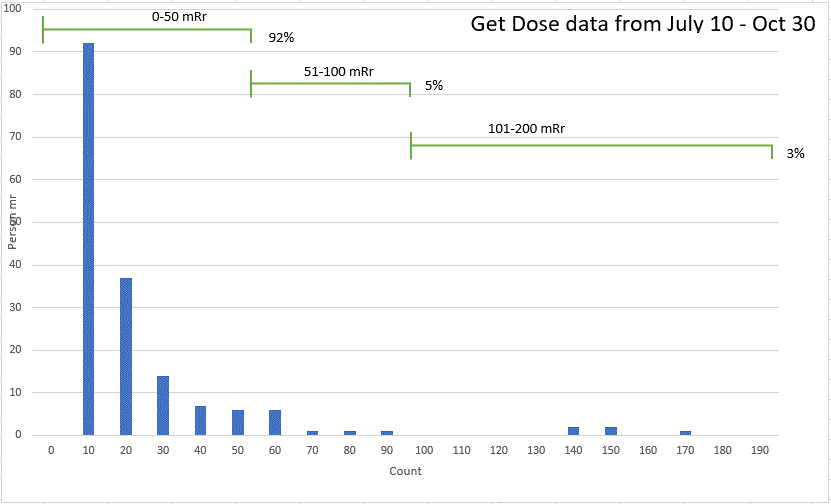 Get Dose data from July 10 - Oct 30
0-50 mRr
92%
51-100 mRr
5%
101-200 mRr
3%
100
90
80
70
60
50
40
30
20
10
0
Person mr
0 10 20 30 40 50 60 70 80 90 100 110 120 130 140 150 160 170 180 190
Count